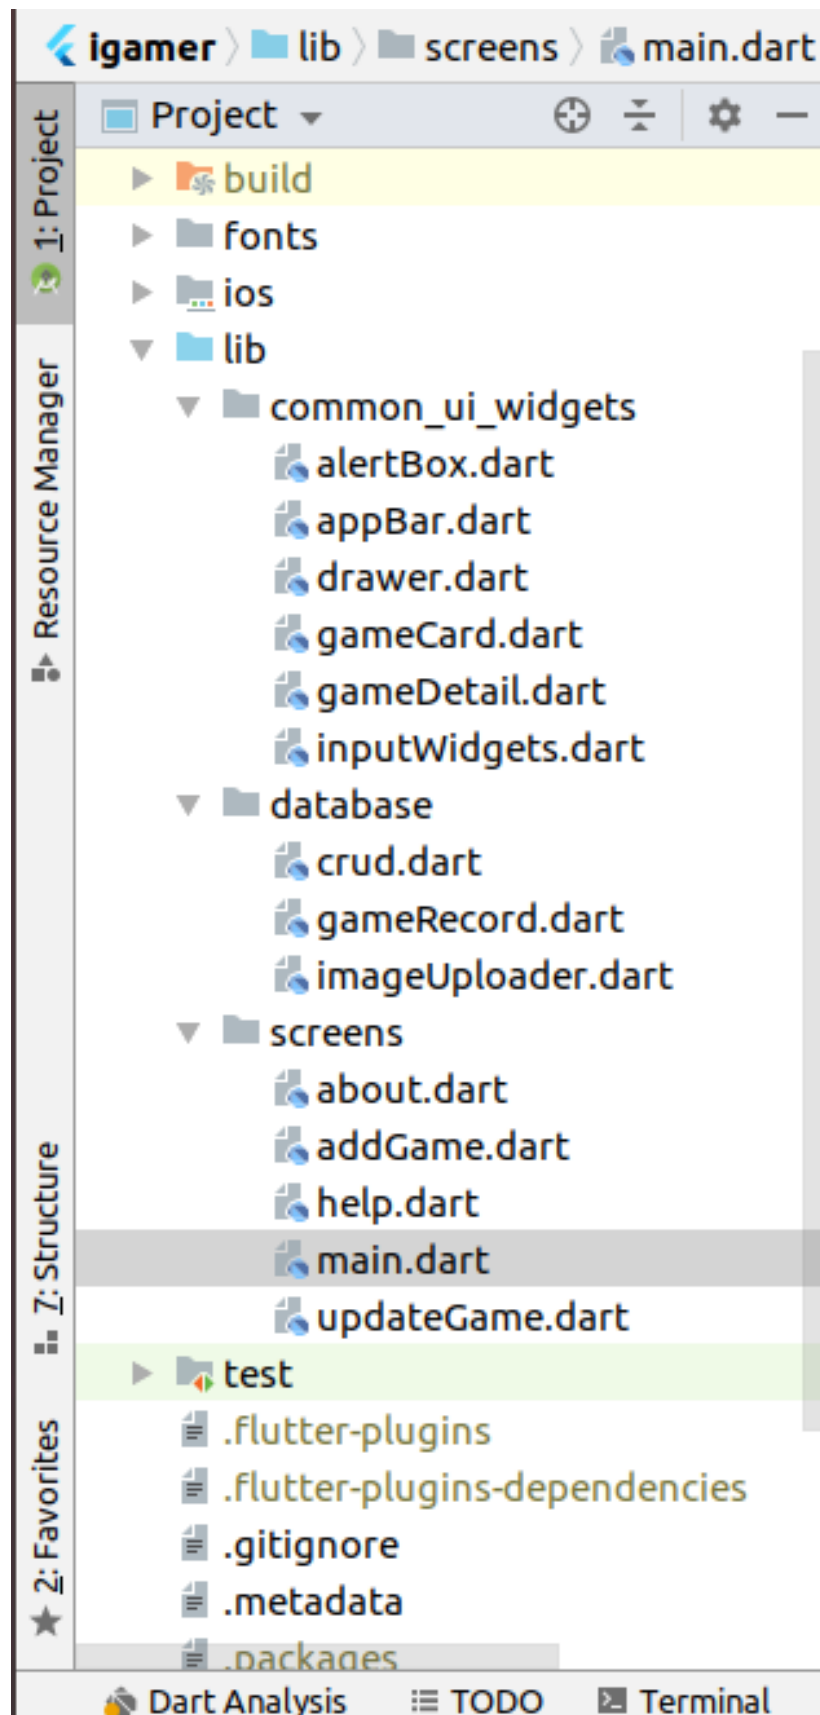 igamer lib screens main.dart
Project
1: Project
build
fonts
ios
lib
Resource Manager
common_ui_widgets
alertBox.dart
appBar.dart
drawer.dart
gameCard.dart
gameDetail.dart
inputWidgets.dart
database
crud.dart
gameRecord.dart
imageUploader.dart
screens
about.dart
addGame.dart
help.dart
main.dart
updateGame.dart
7: Structure
test
.flutter-plugins
.flutter-plugins-dependencies
.gitignore
.metadata
.packages
2: Favorites
Dart Analysis TODO Terminal